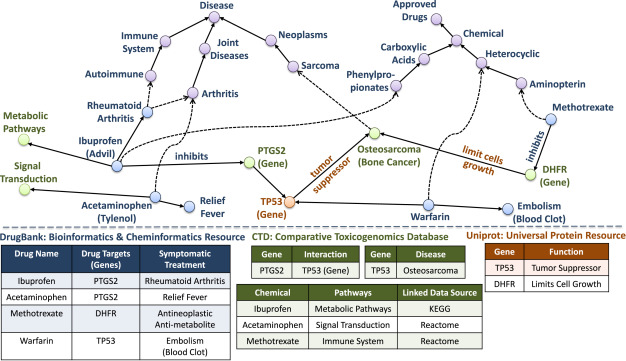 Disease
Approved
Drugs
Immune
System
Joint
Diseases
Neoplasms
Chemical
Carboxylic
Acids
Heterocyclic
Sarcoma
Autoimmune
Phenylpro-
pionates
Aminopterin
Arthritis
Rheumatoid
Arthritis
Methotrexate
Metabolic
Pathways
Ibuprofen
(Advil)
inhibits
PTGS2
(Gene)
Osteosarcoma
(Bone Cancer)
limit cells
growth
inhibits
DHFR
(Gene)
Signal
Transduction
tumor
suppressor
Acetaminophen
(Tylenol)
Relief
Fever
TP53
(Gene)
Warfarin
Embolism
(Blood Clot)
DrugBank: Bioinformatics & Cheminformatics Resource
Drug Name Drug Targets (Genes) Symptomatic Treatment
Ibuprofen PTGS2 Rheumatoid Arthritis
Acetaminophen PTGS2 Relief Fever
Methotrexate DHFR Antineoplastic
Anti-metabolite
Warfarin TP53 Embolism
(Blood Clot)
CTD: Comparative Toxicogenomics Database
Gene Interaction
PTGS2 TP53 (Gene)
Gene Disease
TP53 Osteosarcoma
Chemical Pathways Linked Data Source
Ibuprofen Metabolic Pathways KEGG
Acetaminophen Signal Transduction Reactome
Methotrexate Immune System Reactome
Uniprot: Universal Protein Resource
Gene Function
TP53 Tumor Suppressor
DHFR Limits Cell Growth